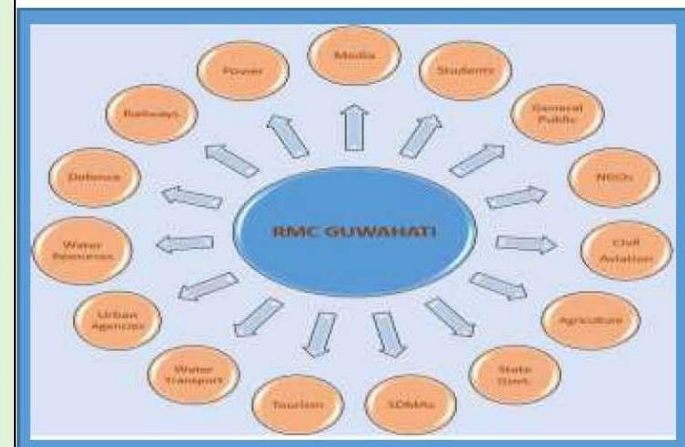 Media
Students
General
Public
NGOs
Civil
Aviation
Agriculture
State
Govt.
SDMAs
Tourism
Water
Transport
Urban
Agencies
Water
Resources
Defence
Railways
Power
RMC GUWAHATI